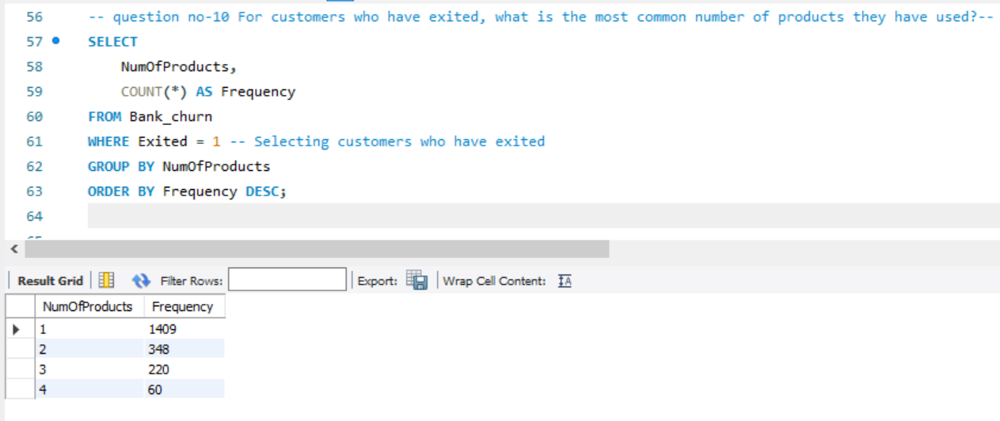 56 -- question no-10 For customers who have exited, what is the most common number of products they have used?--
57 SELECT
58 NumOfProducts,
59 COUNT(*) AS Frequency
60 FROM Bank_churn
61 WHERE Exited = 1 -- Selecting customers who have exited
62 GROUP BY NumOfProducts
63 ORDER BY Frequency DESC;
64
Result Grid Filter Rows: Export: Wrap Cell Content: IA
NumOfProducts Frequency
1 1409
2 348
3 220
4 60